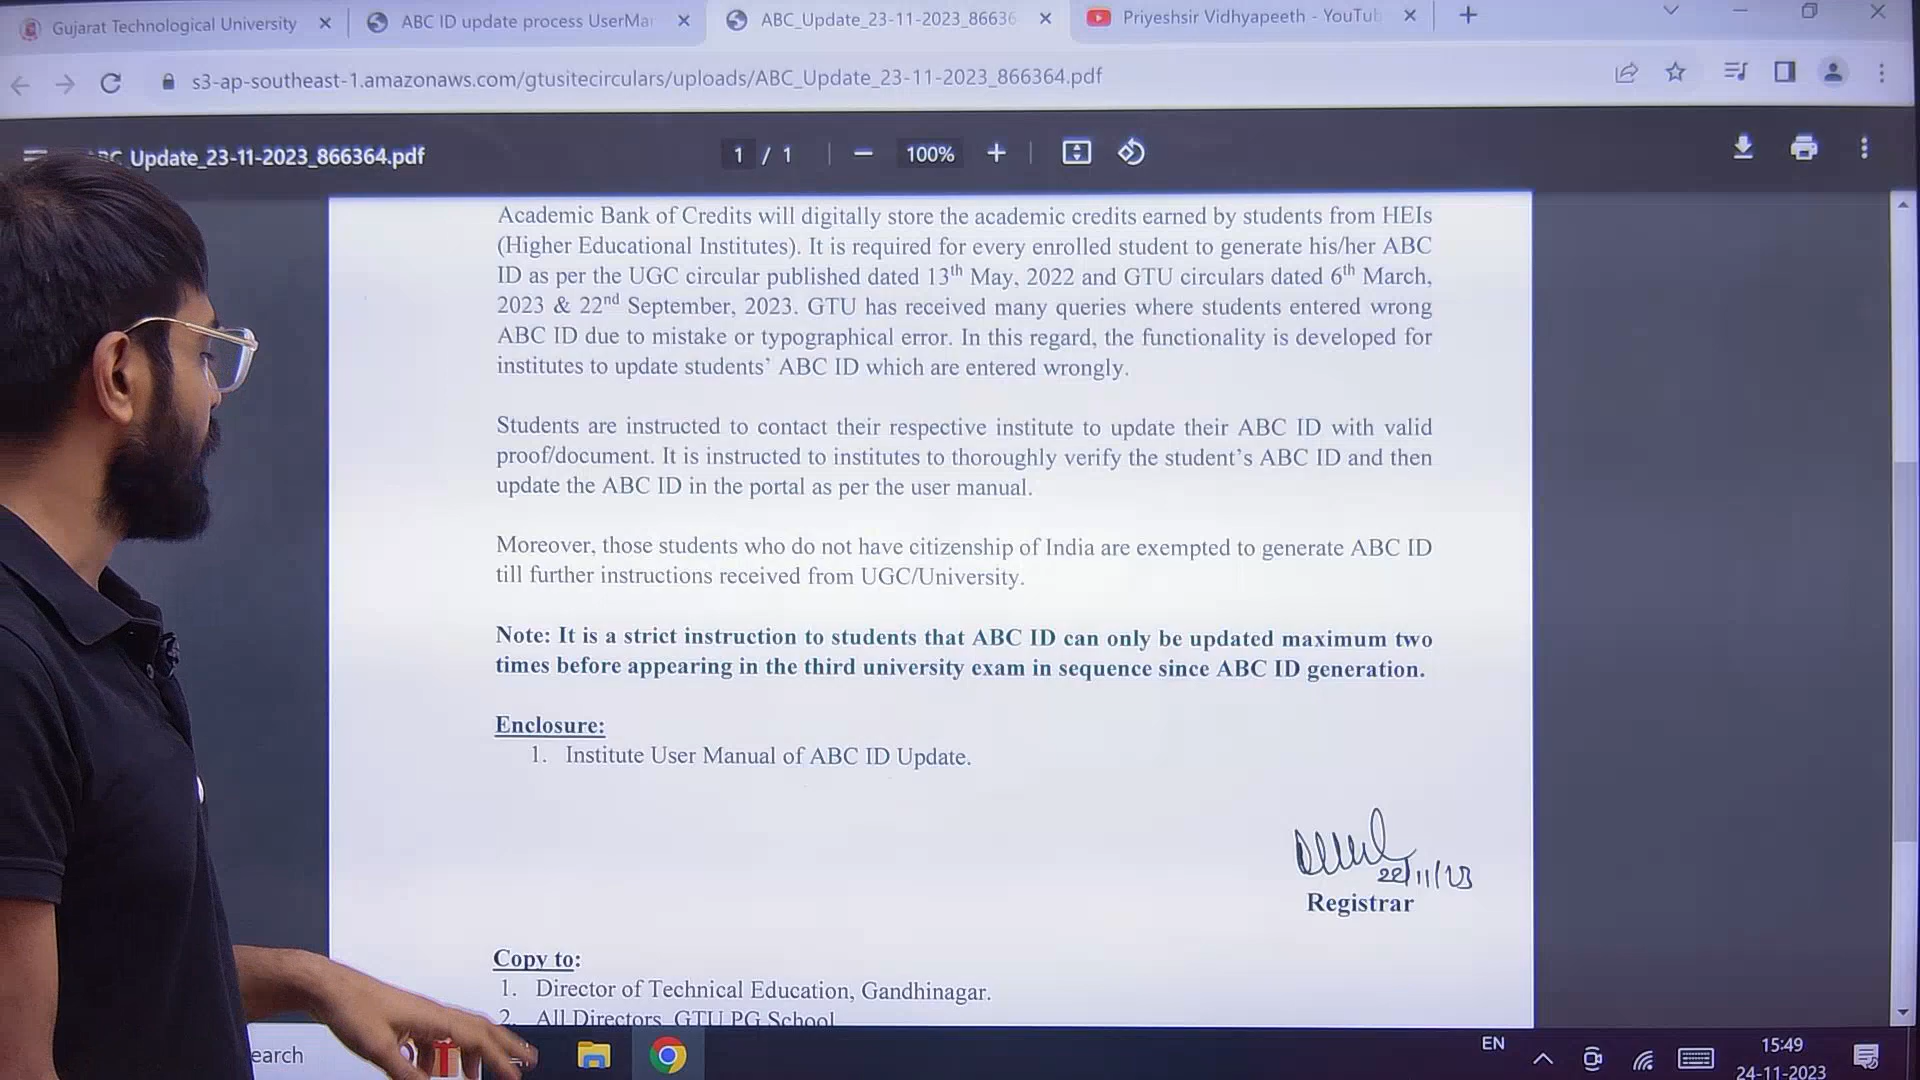 Gujarat Technological University
ABC ID update process UserMa
ABC_Update_23-11-2023_86636
Priyeshsir Vidhyapeeth - YouTu
s3-ap-southeast-1.amazonaws.com/gtusitecirculars/uploads/ABC_Update_23-11-2023_866364.pdf
Update_23-11-2023_866364.pdf
1 / 1
100%
Academic Bank of Credits will digitally store the academic credits earned by students from HEIs
(Higher Educational Institutes). It is required for every enrolled student to generate his/her ABC
ID as per the UGC circular published dated 13th May, 2022 and GTU circulars dated 6th March,
2023 & 22nd September, 2023. GTU has received many queries where students entered wrong
ABC ID due to mistake or typographical error. In this regard, the functionality is developed for
institutes to update students’ ABC ID which are entered wrongly.
Students are instructed to contact their respective institute to update their ABC ID with valid
proof/document. It is instructed to institutes to thoroughly verify the student’s ABC ID and then
update the ABC ID in the portal as per the user manual.
Moreover, those students who do not have citizenship of India are exempted to generate ABC ID
till further instructions received from UGC/University.
Note: It is a strict instruction to students that ABC ID can only be updated maximum two
times before appearing in the third university exam in sequence since ABC ID generation.
Enclosure:
1. Institute User Manual of ABC ID Update.
22/11/23
Registrar
Copy to:
1. Director of Technical Education, Gandhinagar.
2. All Directors, GTU PG School
earch
EN
15:49
24-11-2023